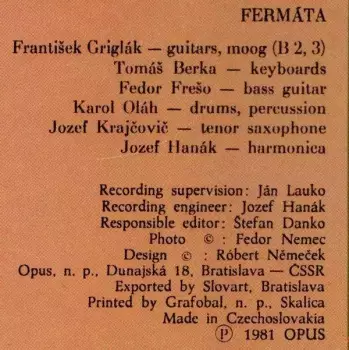 FERMÁTA
František Griglák — guitars, moog (B 2, 3)
Tomáš Berka — keyboards
Fedor Frešo — bass guitar
Karol Oláh — drums, percussion
Jozef Krajčovič — tenor saxophone
Jozef Hanák — harmonica
Recording supervision: Ján Lauko
Recording engineer: Jozef Hanák
Responsible editor: Štefan Danko
Photo © : Fedor Nemec
Design © : Róbert Němeček
Opus, n. p., Dunajská 18, Bratislava — ČSSR
Exported by Slovart, Bratislava
Printed by Grafobal, n. p., Skalica
Made in Czechoslovakia
Ⓟ 1981 OPUS